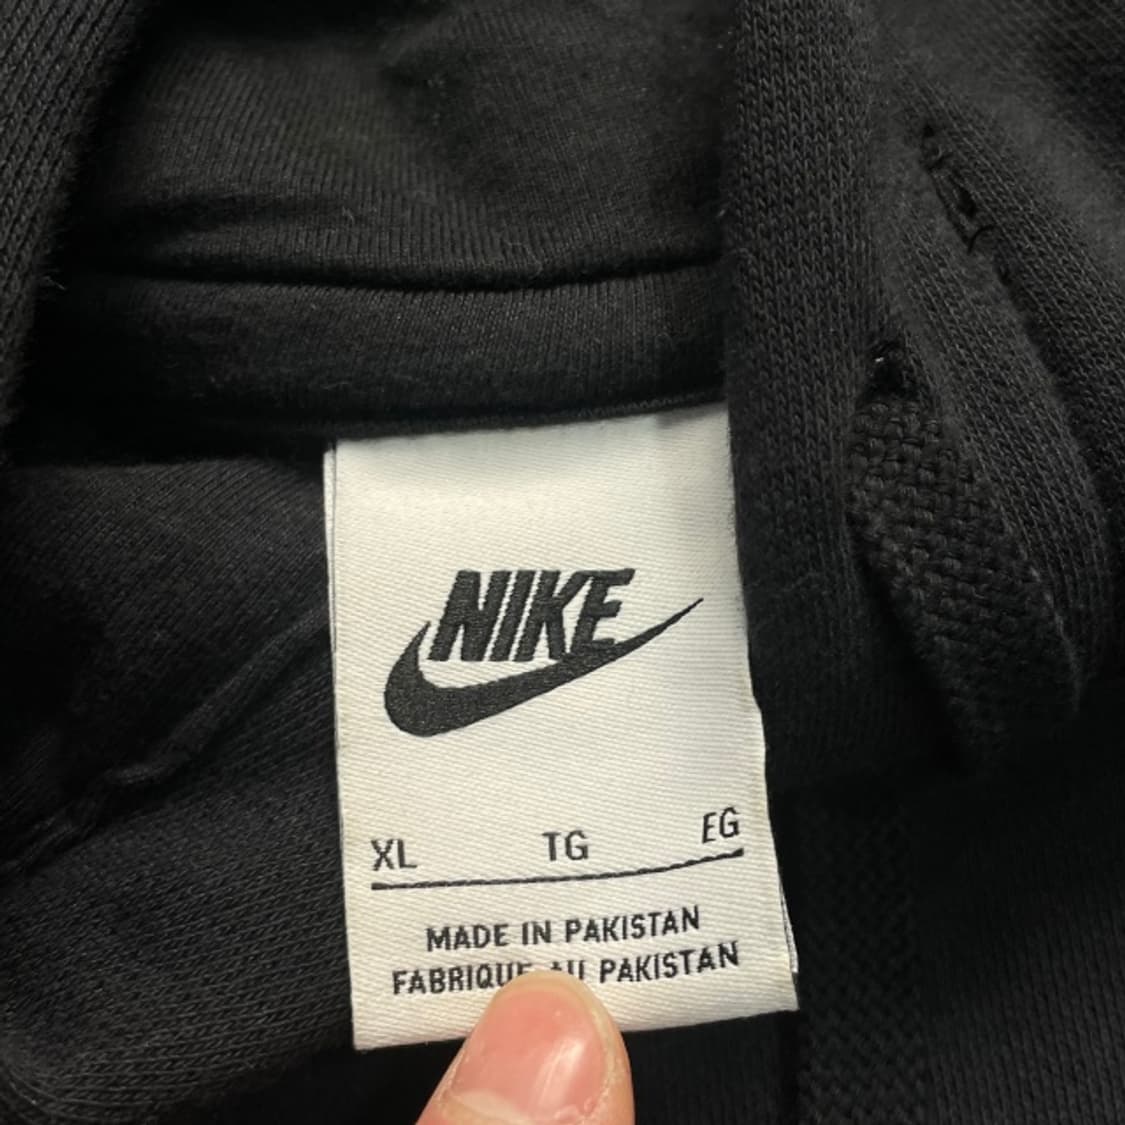 NIKE
XL TG EG
MADE IN PAKISTAN
FABRIQUE AU PAKISTAN